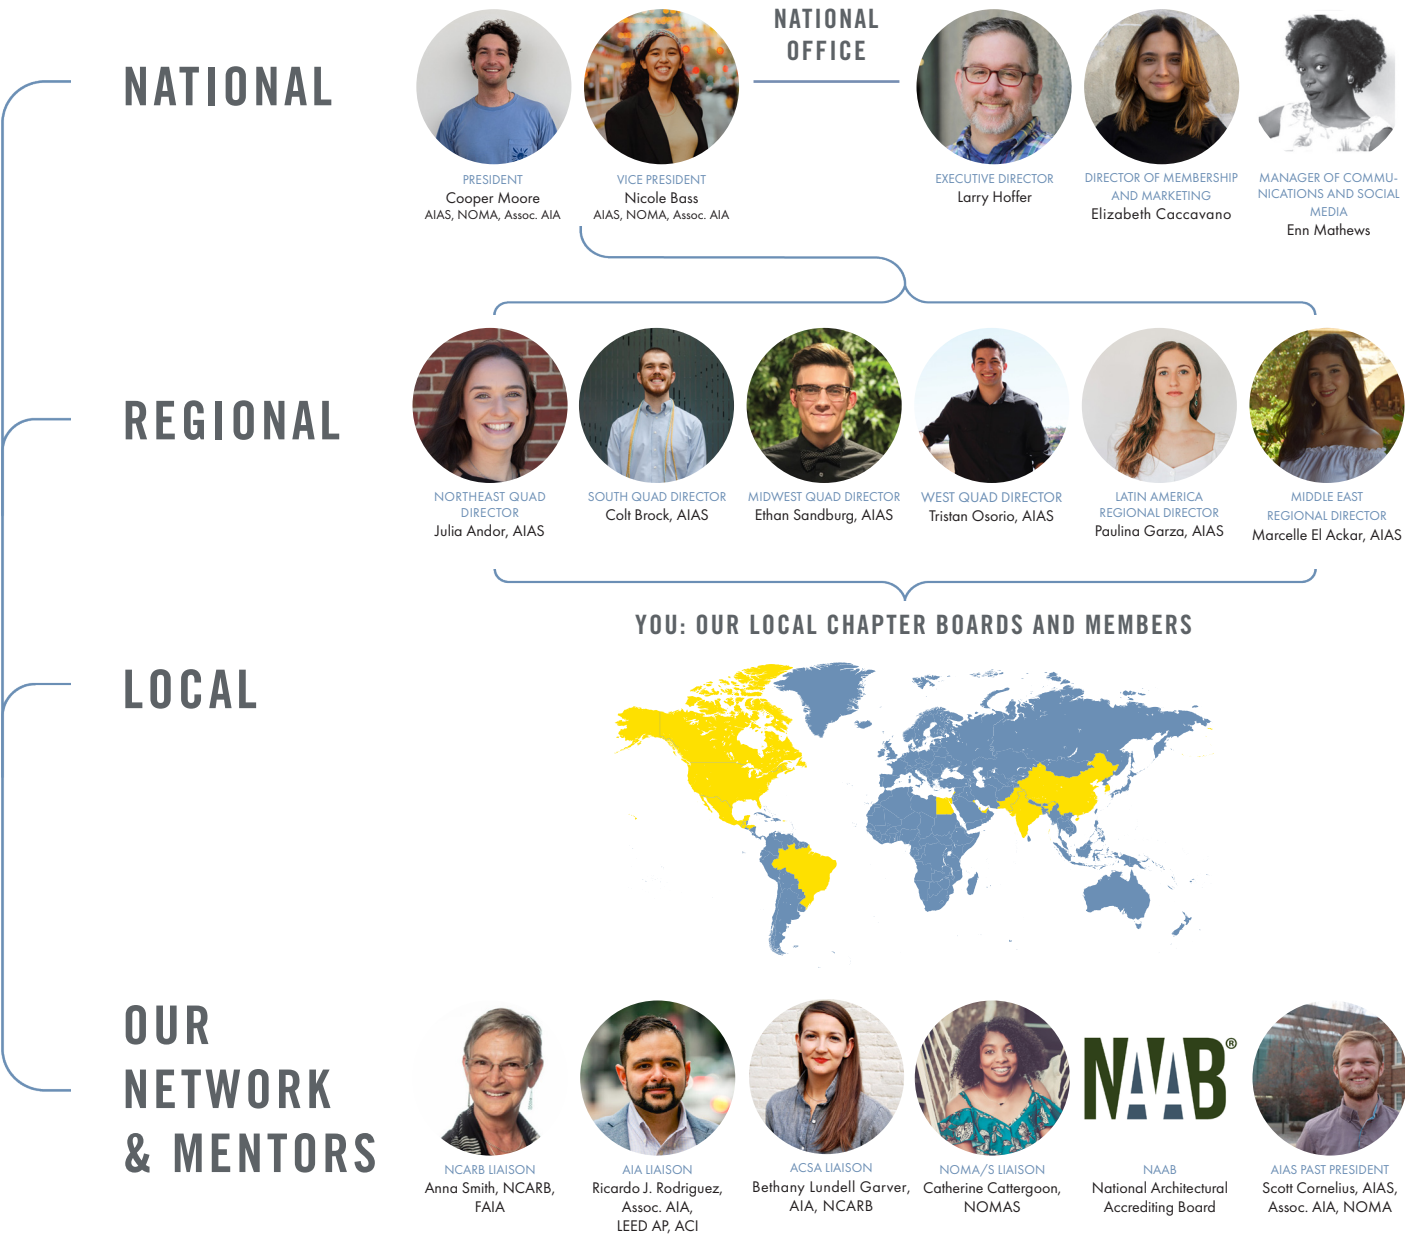 NATIONAL
NATIONAL
OFFICE
PRESIDENT
Cooper Moore
AIAS, NOMA, Assoc. AIA
VICE PRESIDENT
Nicole Bass
AIAS, NOMA, Assoc. AIA
EXECUTIVE DIRECTOR
Larry Hoffer
DIRECTOR OF MEMBERSHIP
AND MARKETING
Elizabeth Caccavano
MANAGER OF COMMU-
NICATIONS AND SOCIAL
MEDIA
Enn Mathews
REGIONAL
NORTHEAST QUAD
DIRECTOR
Julia Andor, AIAS
SOUTH QUAD DIRECTOR
Colt Brock, AIAS
MIDWEST QUAD DIRECTOR
Ethan Sandburg, AIAS
WEST QUAD DIRECTOR
Tristan Osorio, AIAS
LATIN AMERICA
REGIONAL DIRECTOR
Paulina Garza, AIAS
MIDDLE EAST
REGIONAL DIRECTOR
Marcelle El Ackar, AIAS
YOU: OUR LOCAL CHAPTER BOARDS AND MEMBERS
LOCAL
OUR
NETWORK
& MENTORS
NCARB LIAISON
Anna Smith, NCARB,
FAIA
AIA LIAISON
Ricardo J. Rodriguez,
Assoc. AIA,
LEED AP, ACI
ACSA LIAISON
Bethany Lundell Garver,
AIA, NCARB
NOMA/S LIAISON
Catherine Cattergoon,
NOMAS
NAAB®
NAAB
National Architectural
Accrediting Board
AIAS PAST PRESIDENT
Scott Cornelius, AIAS,
Assoc. AIA, NOMA